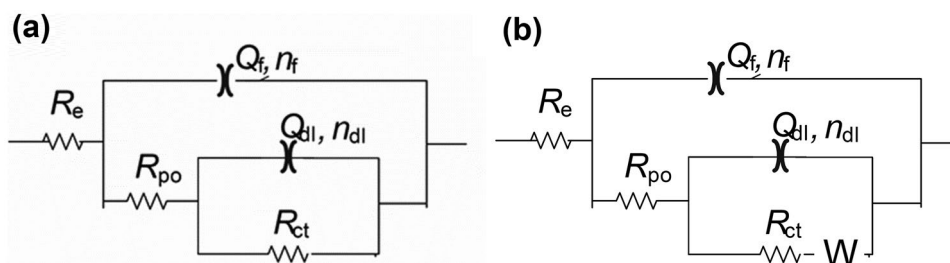 (a)
Qf, nf
Re
Qdl, ndl
Rpo
Rct
(b)
Qf, nf
Re
Qdl, ndl
Rpo
Rct
W